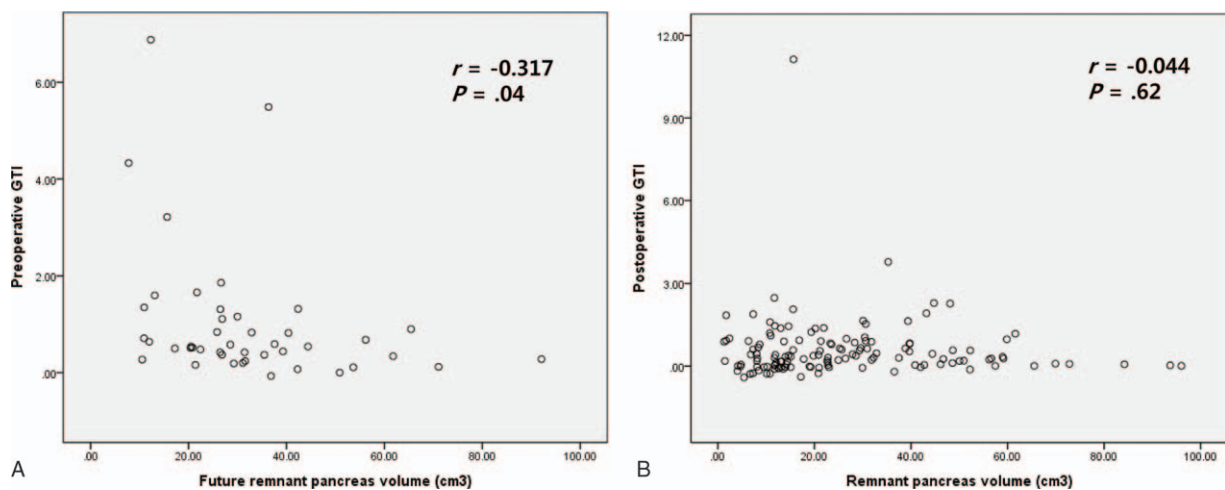 r = -0.317
P = .04
Preoperative GTI
6.00
4.00
2.00
.00
.00
20.00
40.00
60.00
80.00
100.00
Future remnant pancreas volume (cm3)
A
r = -0.044
P = .62
Postoperative GTI
12.00
9.00
6.00
3.00
.00
.00
20.00
40.00
60.00
80.00
100.00
Remnant pancreas volume (cm3)
B